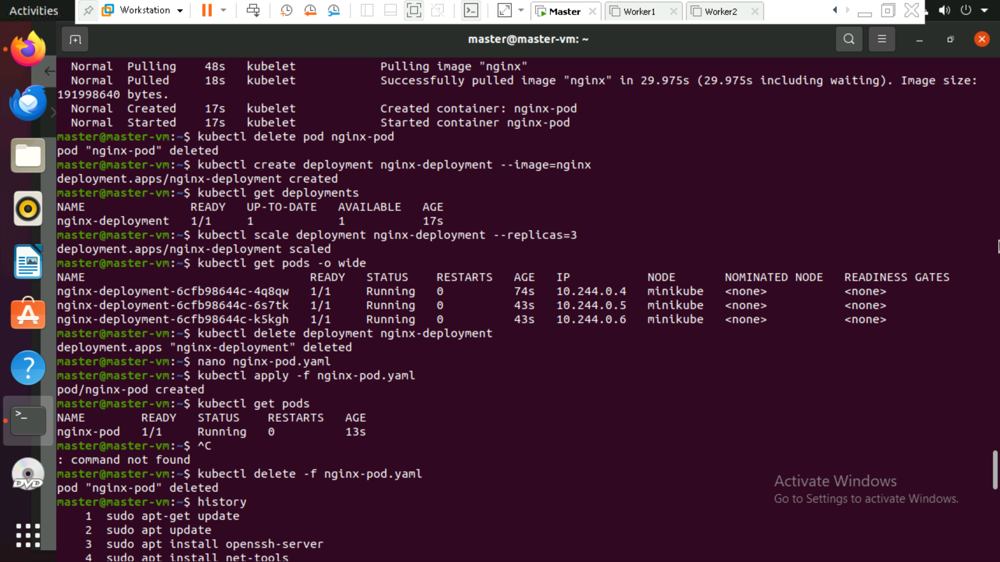 Activities
Workstation
Master
Worker1
Worker2
master@master-vm: ~
Normal  Pulling    48s   kubelet            Pulling image "nginx"
Normal  Pulled     18s   kubelet            Successfully pulled image "nginx" in 29.975s (29.975s including waiting). Image size:
191998640 bytes.
Normal  Created    17s   kubelet            Created container: nginx-pod
Normal  Started    17s   kubelet            Started container nginx-pod
master@master-vm:~$ kubectl delete pod nginx-pod
pod "nginx-pod" deleted
master@master-vm:~$ kubectl create deployment nginx-deployment --image=nginx
deployment.apps/nginx-deployment created
master@master-vm:~$ kubectl get deployments
NAME               READY   UP-TO-DATE   AVAILABLE   AGE
nginx-deployment   1/1     1            1           17s
master@master-vm:~$ kubectl scale deployment nginx-deployment --replicas=3
deployment.apps/nginx-deployment scaled
master@master-vm:~$ kubectl get pods -o wide
NAME                                READY   STATUS    RESTARTS   AGE   IP           NODE       NOMINATED NODE   READINESS GATES
nginx-deployment-6cfb98644c-4q8qw   1/1     Running   0          74s   10.244.0.4   minikube   <none>           <none>
nginx-deployment-6cfb98644c-6s7tk   1/1     Running   0          43s   10.244.0.5   minikube   <none>           <none>
nginx-deployment-6cfb98644c-k5kgh   1/1     Running   0          43s   10.244.0.6   minikube   <none>           <none>
master@master-vm:~$ kubectl delete deployment nginx-deployment
deployment.apps "nginx-deployment" deleted
master@master-vm:~$ nano nginx-pod.yaml
master@master-vm:~$ kubectl apply -f nginx-pod.yaml
pod/nginx-pod created
master@master-vm:~$ kubectl get pods
NAME        READY   STATUS    RESTARTS   AGE
nginx-pod   1/1     Running   0          13s
master@master-vm:~$ ^C
: command not found
master@master-vm:~$ kubectl delete -f nginx-pod.yaml
pod "nginx-pod" deleted
master@master-vm:~$ history
1  sudo apt-get update
2  sudo apt update
3  sudo apt install openssh-server
4  sudo apt install net-tools
DVD
Activate Windows
Go to Settings to activate Windows.